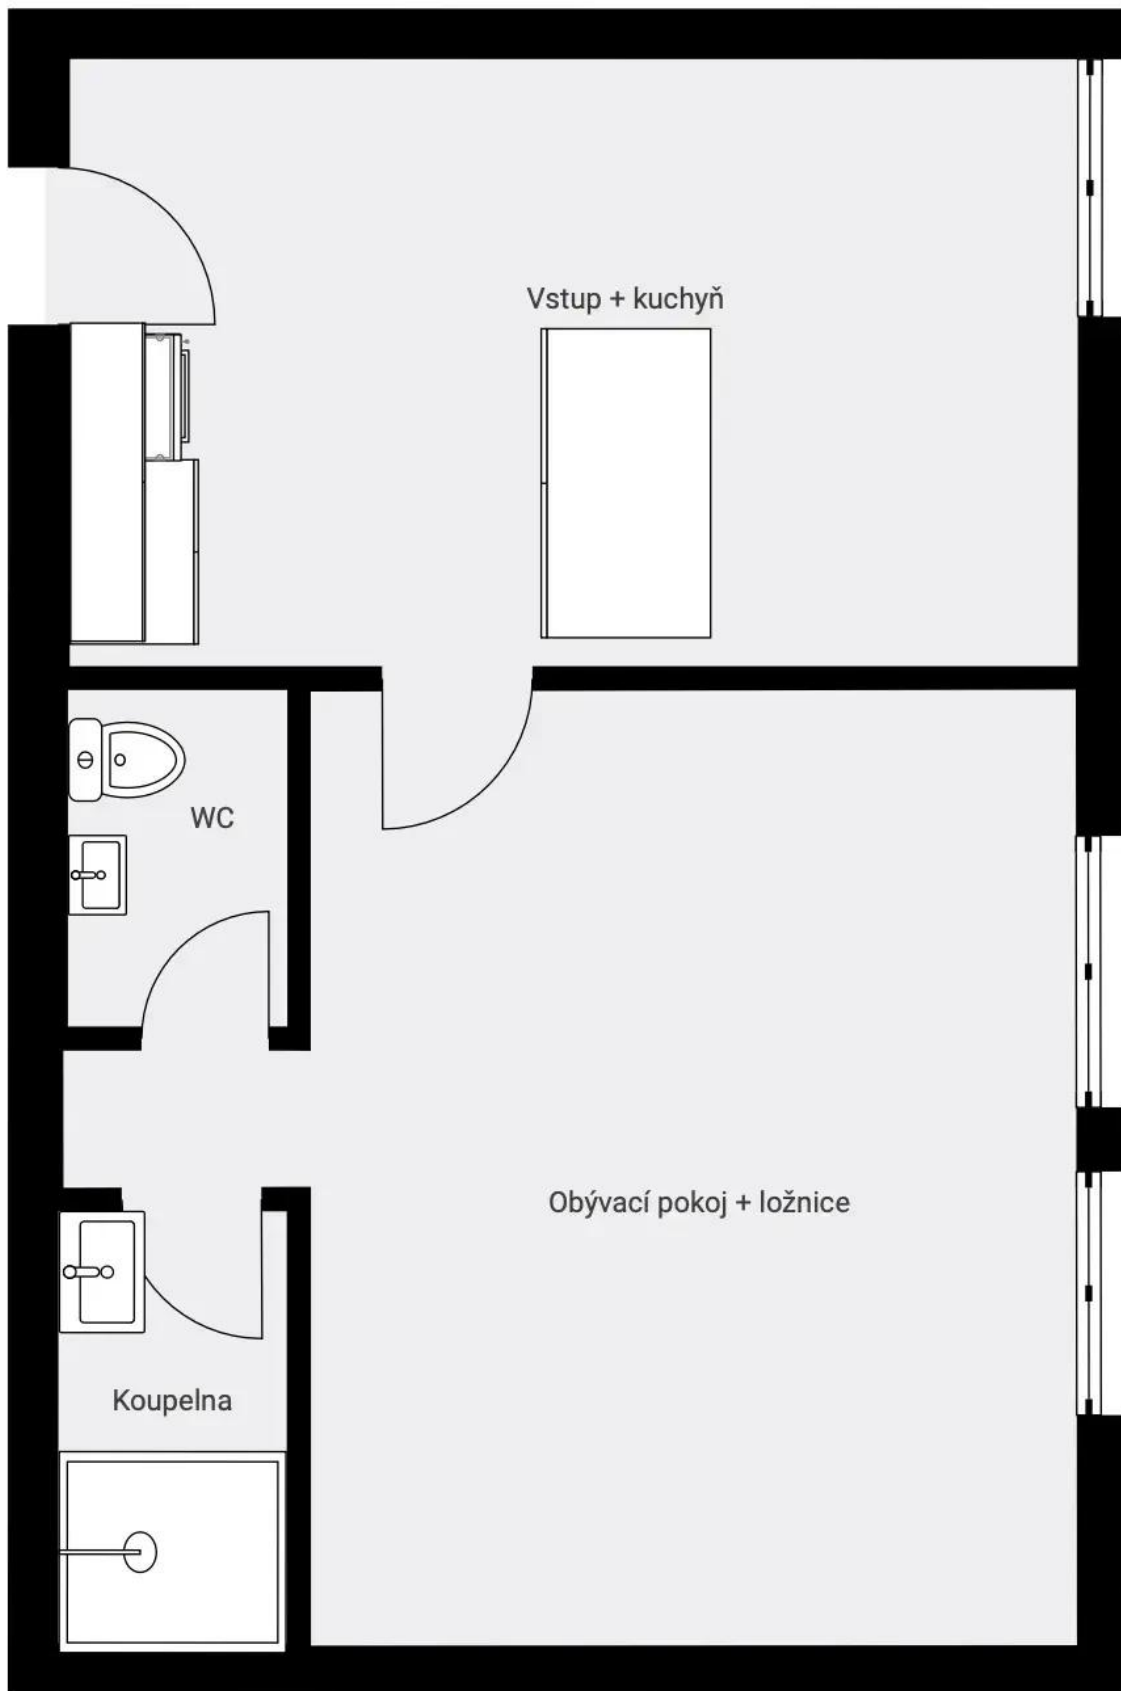 Vstup + kuchyň
WC
Obývací pokoj + ložnice
Koupelna